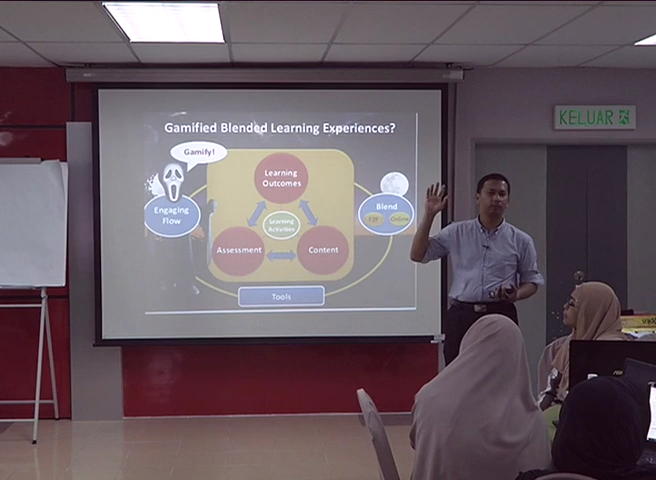 Gamified Blended Learning Experiences?
Gamify!
Learning
Outcomes
Engaging
Flow
Blend
F2F
Online
Learning
Activities
Assessment
Content
Tools
KELUAR